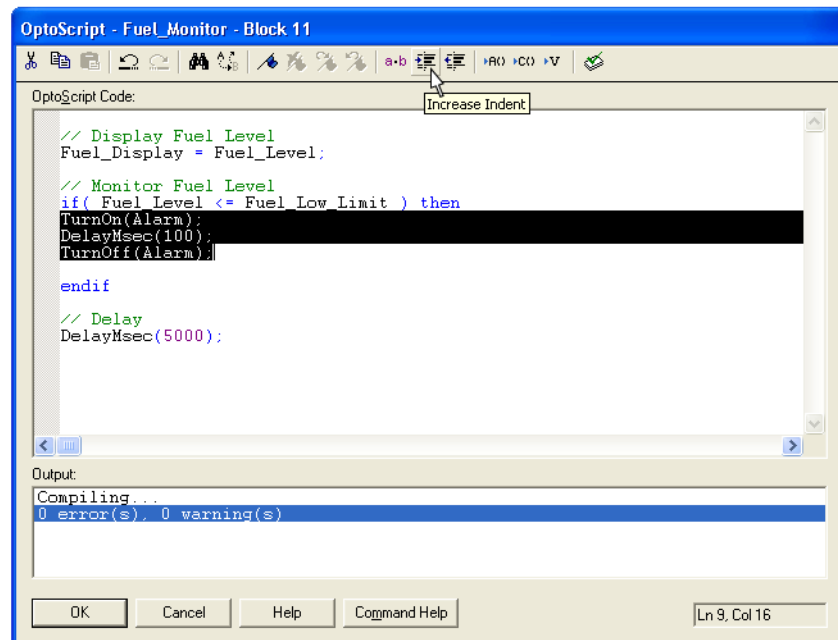 OptoScript - Fuel_Monitor - Block 11
a•b ▸A() ▸C() ▸V
OptoScript Code:
Increase Indent
// Display Fuel Level
Fuel_Display = Fuel_Level;
// Monitor Fuel Level
if( Fuel_Level <= Fuel_Low_Limit ) then
TurnOn(Alarm);
DelayMsec(100);
TurnOff(Alarm);
endif
// Delay
DelayMsec(5000);
Output:
Compiling...
0 error(s), 0 warning(s)
OK Cancel Help Command Help Ln 9, Col 16